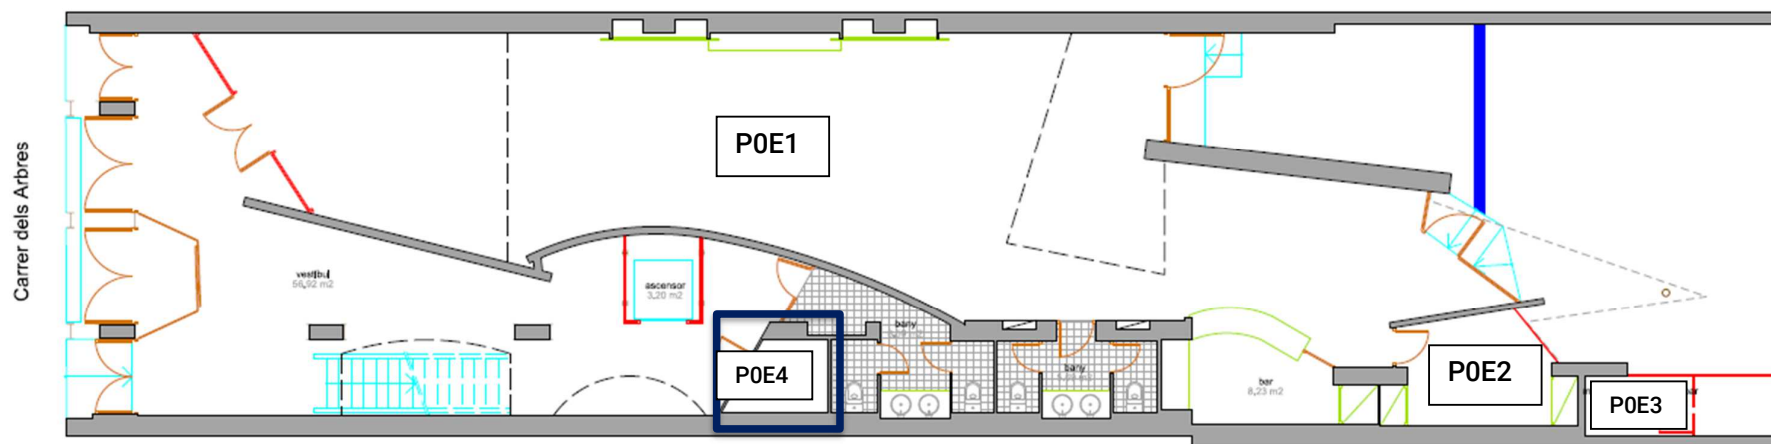 Carrer dels Arbres
P0E1
vestíbul
56,92 m2
ascensor
3,20 m2
bany
bany
P0E4
bar
8,23 m2
P0E2
P0E3